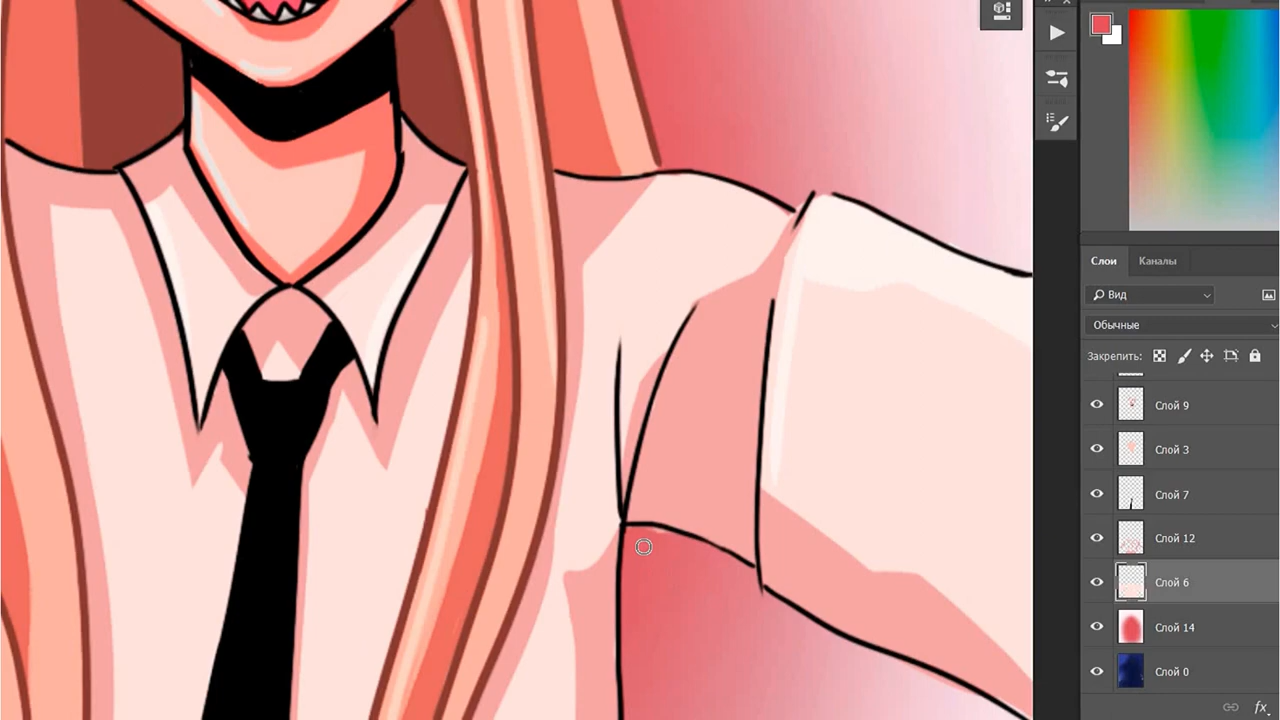 Слои Каналы
Вид
Обычные
Закрепить:
Слой 9
Слой 3
Слой 7
Слой 12
Слой 6
Слой 14
Слой 0
fx